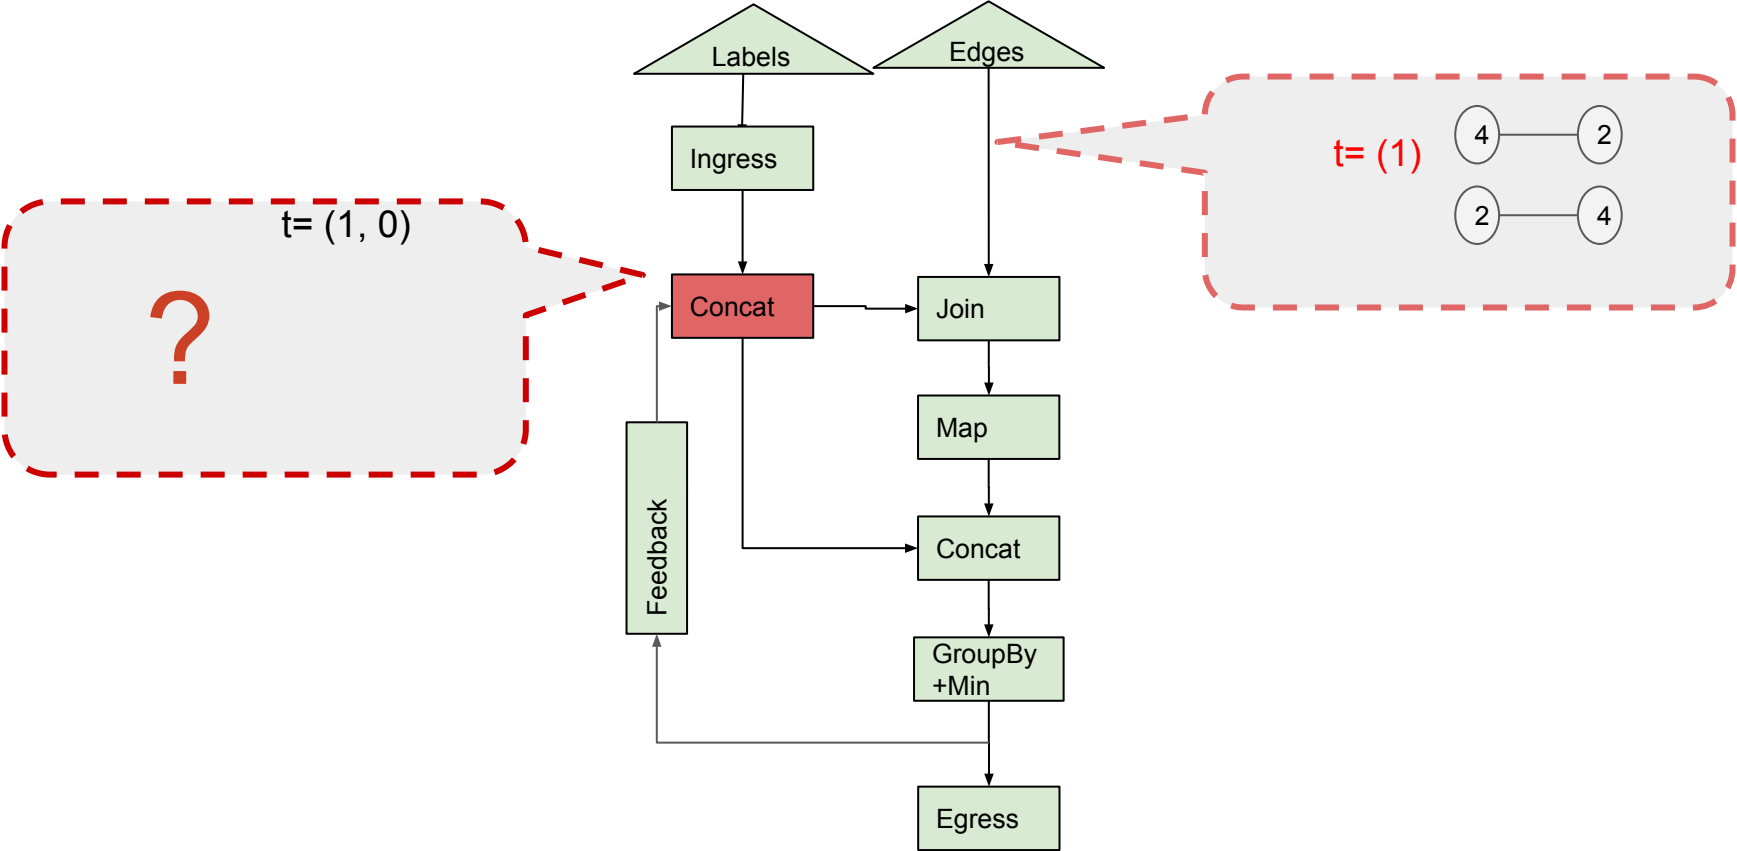 Labels
Edges
Ingress
t= (1)
4 2
2 4
t= (1, 0)
?
Concat
Join
Map
Feedback
Concat
GroupBy
+Min
Egress